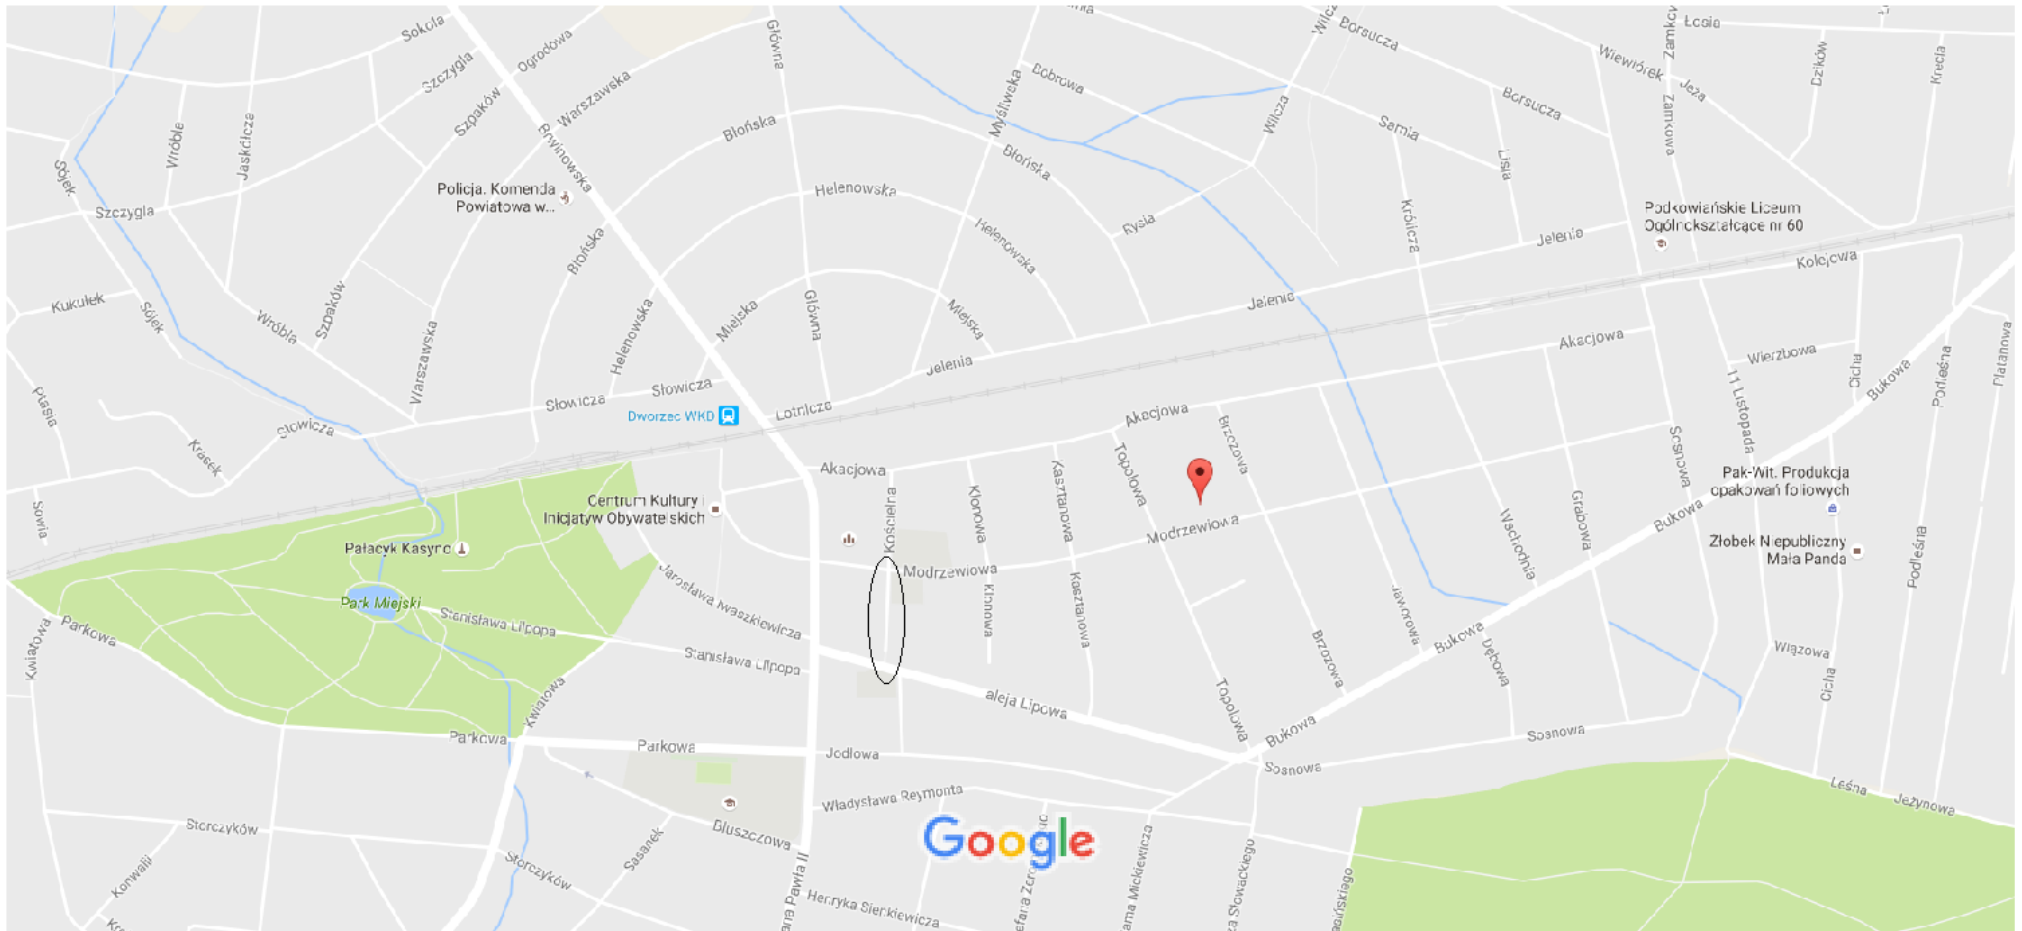 Sokola
Ogrodowa
Szczygla
Główna
Wilcza
Borsucza
Zamkowa
Łosia
Wiewiórek
Jeża
Dzików
Krecia
Szpaków
Warszawska
Myśliwska
Bobrowa
Borsucza
Wróble
Jaskółcza
Brwinowska
Błońska
Wilcza
Sarnia
Zamkowa
Sójek
Błońska
Lisia
Policja. Komenda
Powiatowa w...
Helenowska
Szczygla
Rysia
Królicza
Podkowiańskie Liceum
Ogólnokształcące nr 60
Błońska
Helenowska
Jelenia
Kolejowa
Kukułek
Sójek
Szpaków
Wróbla
Warszawska
Helenowska
Miejska
Główna
Miejska
Jelenia
Akacjowa
Wierzbowa
Cicha
Bukowa
Podleśna
Platanowa
Jelenia
Ptasia
Słowicza
Słowicza
Słowicza
Dworzec WKD
Lotnicza
Akacjowa
11 Listopada
Krasek
Akacjowa
Kasztanowa
Topolowa
Brzozowa
Sosnowa
Pak-Wit. Produkcja
opakowań foliowych
Sowia
Centrum Kultury i
Inicjatyw Obywatelskich
Kościelna
Klonowa
Modrzewiowa
Wschodnia
Grabowa
Bukowa
Pałacyk Kasyno
Złobek Niepubliczny
Mała Panda
Modrzewiowa
Podleśna
Park Miejski
Jarosława Iwaszkiewicza
Klonowa
Kasztanowa
Jaworowa
Stanisława Lilpopa
Parkowa
Kwiatowa
Stanisława Lilpopa
Brzozowa
Bukowa
Dębowa
Wiązowa
Cicha
Kwiatowa
aleja Lipowa
Topolowa
Bukowa
Parkowa
Parkowa
Jodłowa
Sosnowa
Sosnowa
Leśna
Jeżynowa
Władysława Reymonta
Storczyków
Bluszczowa
Sasanek
Google
Storczyków
Konwalii
Henryka Sienkiewicza